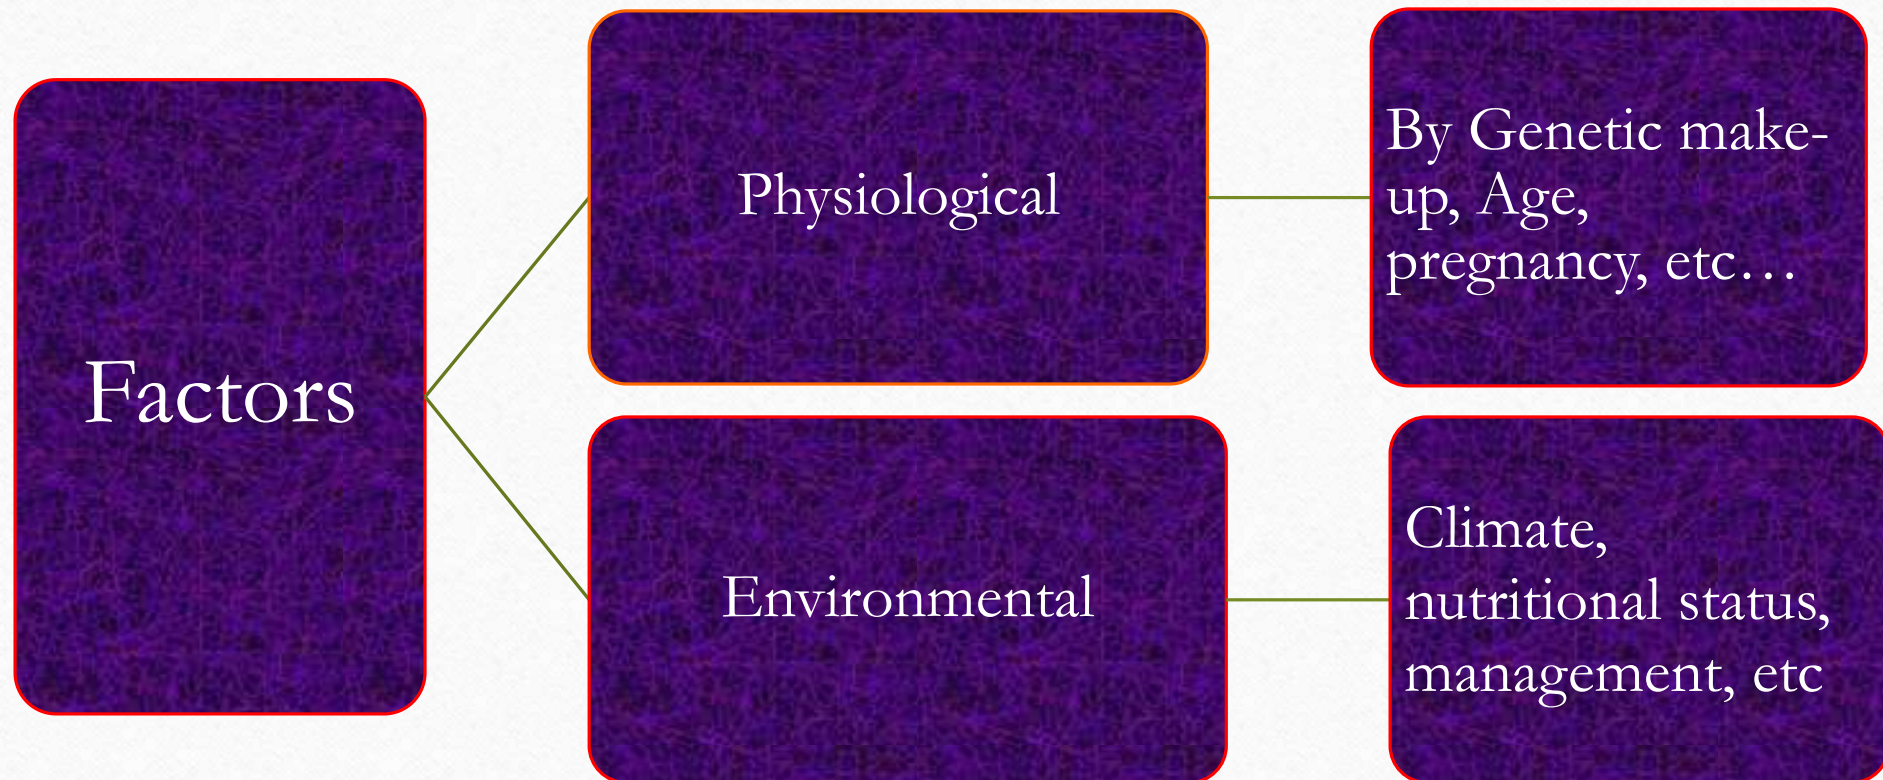 Factors
Physiological
By Genetic make-
up, Age,
pregnancy, etc…
Environmental
Climate,
nutritional status,
management, etc